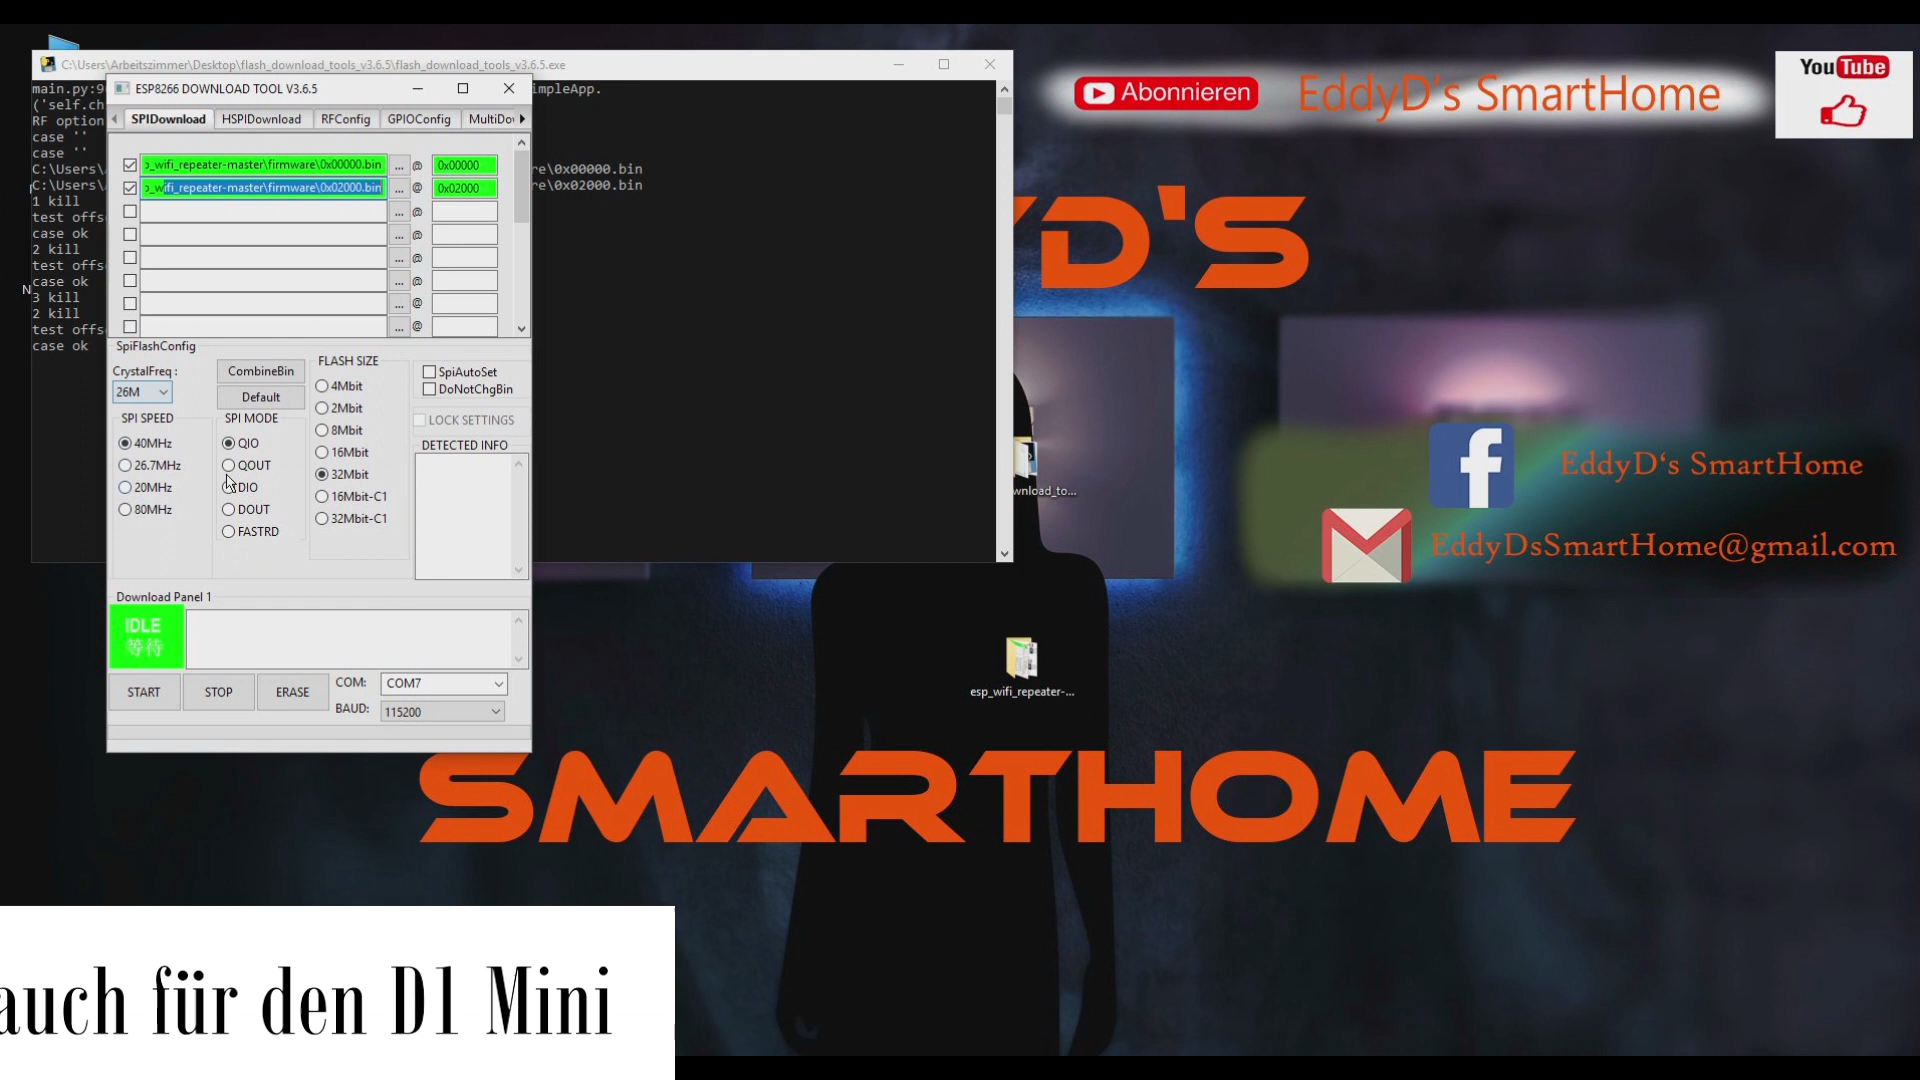 C:\Users\Arbeitszimmer\Desktop\flash_download_tools_v3.6.5\flash_download_tools_v3.6.5.exe
main.py:9
impleApp.
('self.ch
RF option
case ''
case ''
C:\Users\
re\0x00000.bin
C:\Users\
re\0x02000.bin
1 kill
test offs
case ok
2 kill
test offs
case ok
3 kill
2 kill
test offs
case ok
N
ESP8266 DOWNLOAD TOOL V3.6.5
SPIDownload HSPIDownload RFConfig GPIOConfig MultiDo
_wifi_repeater-master\firmware\0x00000.bin ... @ 0x00000
_wifi_repeater-master\firmware\0x02000.bin ... @ 0x02000
... @
... @
... @
... @
... @
... @
SpiFlashConfig
CrystalFreq :
26M
CombineBin
Default
SPI SPEED
40MHz
26.7MHz
20MHz
80MHz
SPI MODE
QIO
QOUT
DIO
DOUT
FASTRD
FLASH SIZE
4Mbit
2Mbit
8Mbit
16Mbit
32Mbit
16Mbit-C1
32Mbit-C1
SpiAutoSet
DoNotChgBin
LOCK SETTINGS
DETECTED INFO
Download Panel 1
IDLE
等待
START STOP ERASE
COM: COM7
BAUD: 115200
Abonnieren
EddyD's SmartHome
YouTube
YD'S
SMARTHOME
EddyD's SmartHome
EddyDsSmartHome@gmail.com
wnload_to...
esp_wifi_repeater-...
auch für den D1 Mini